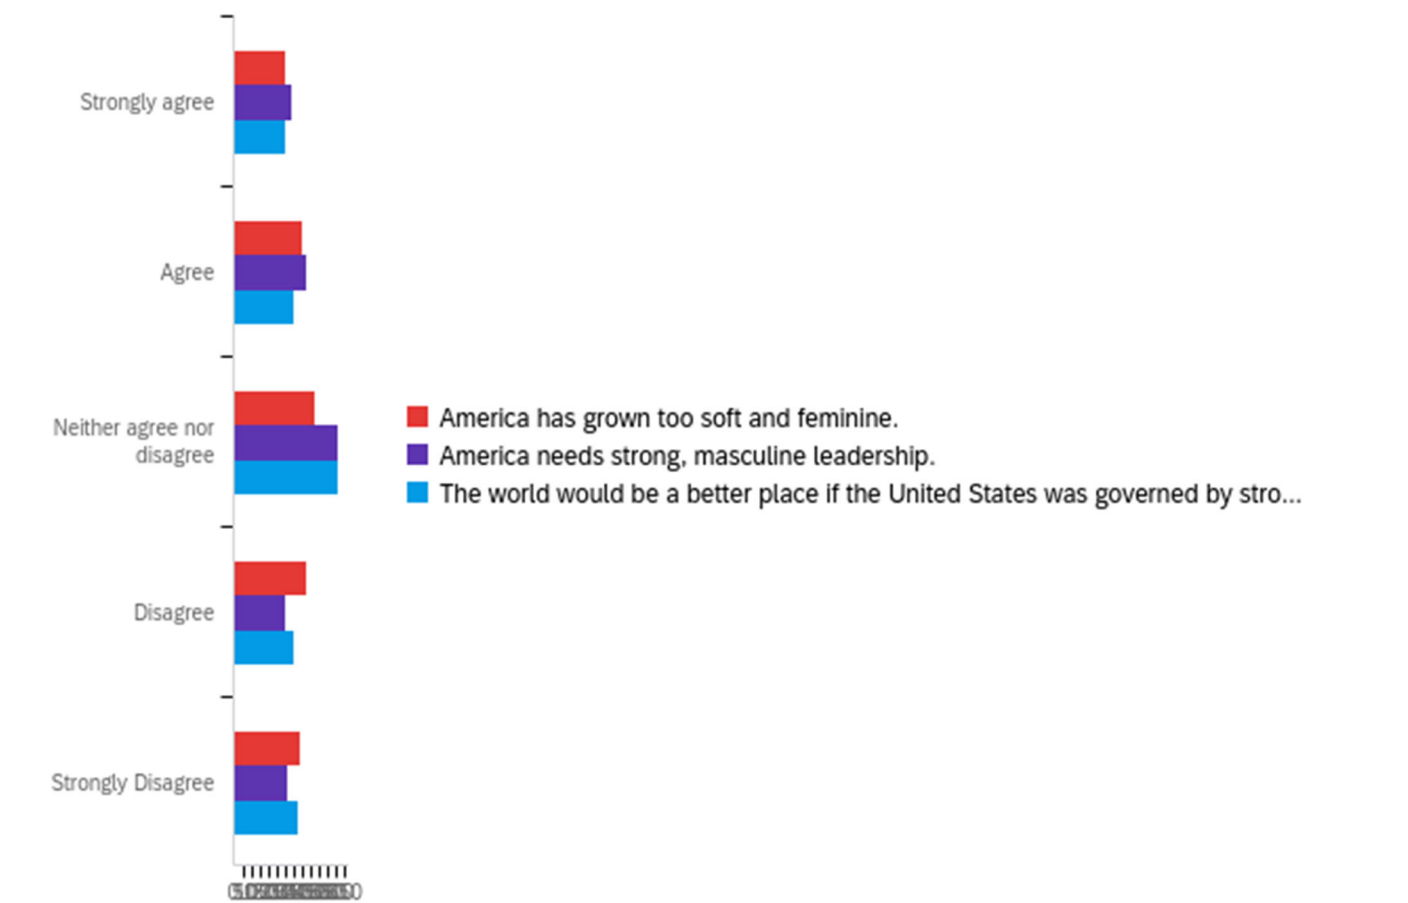 Strongly agree
Agree
Neither agree nor
disagree
America has grown too soft and feminine.
America needs strong, masculine leadership.
The world would be a better place if the United States was governed by stro...
Disagree
Strongly Disagree